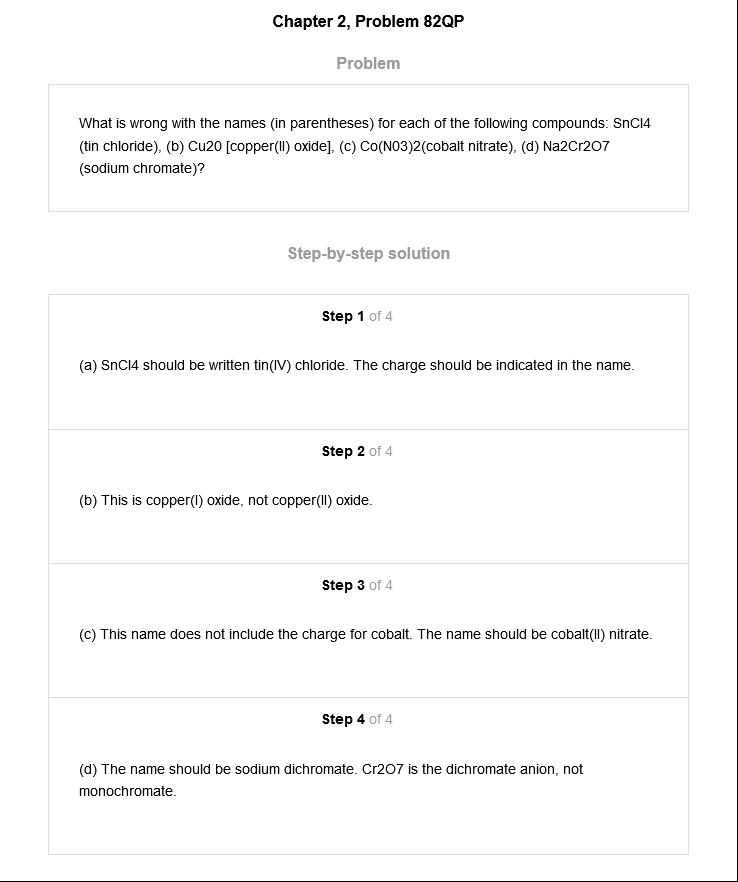 Chapter 2, Problem 82QP
Problem
What is wrong with the names (in parentheses) for each of the following compounds: SnCl4
(tin chloride), (b) Cu20 [copper(II) oxide], (c) Co(N03)2(cobalt nitrate), (d) Na2Cr2O7
(sodium chromate)?
Step-by-step solution
Step 1 of 4
(a) SnCl4 should be written tin(IV) chloride. The charge should be indicated in the name.
Step 2 of 4
(b) This is copper(I) oxide, not copper(II) oxide.
Step 3 of 4
(c) This name does not include the charge for cobalt. The name should be cobalt(II) nitrate.
Step 4 of 4
(d) The name should be sodium dichromate. Cr2O7 is the dichromate anion, not
monochromate.